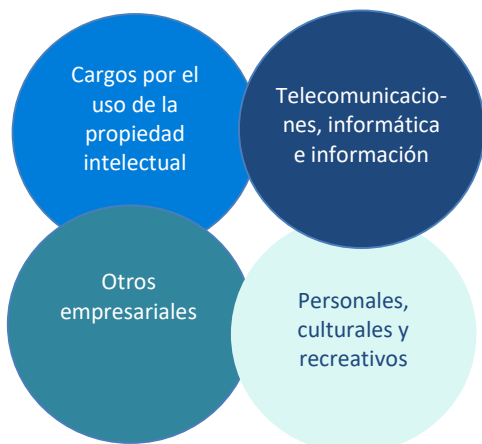 Cargos por el
uso de la
propiedad
intelectual
Telecomunicacio-
nes, informática
e información
Otros
empresariales
Personales,
culturales y
recreativos